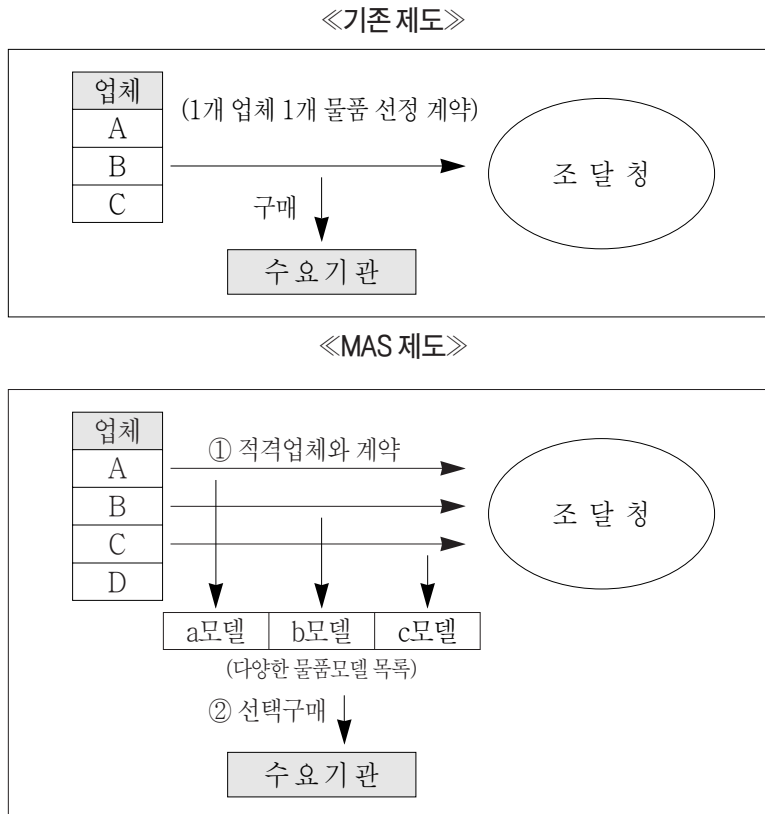 ≪기존 제도≫
업체
A
B
C
(1개 업체 1개 물품 선정 계약)
조 달 청
구매
수 요 기 관
≪MAS 제도≫
업체
A
B
C
D
① 적격업체와 계약
조 달 청
a모델 b모델 c모델
(다양한 물품모델 목록)
② 선택구매
수 요 기 관